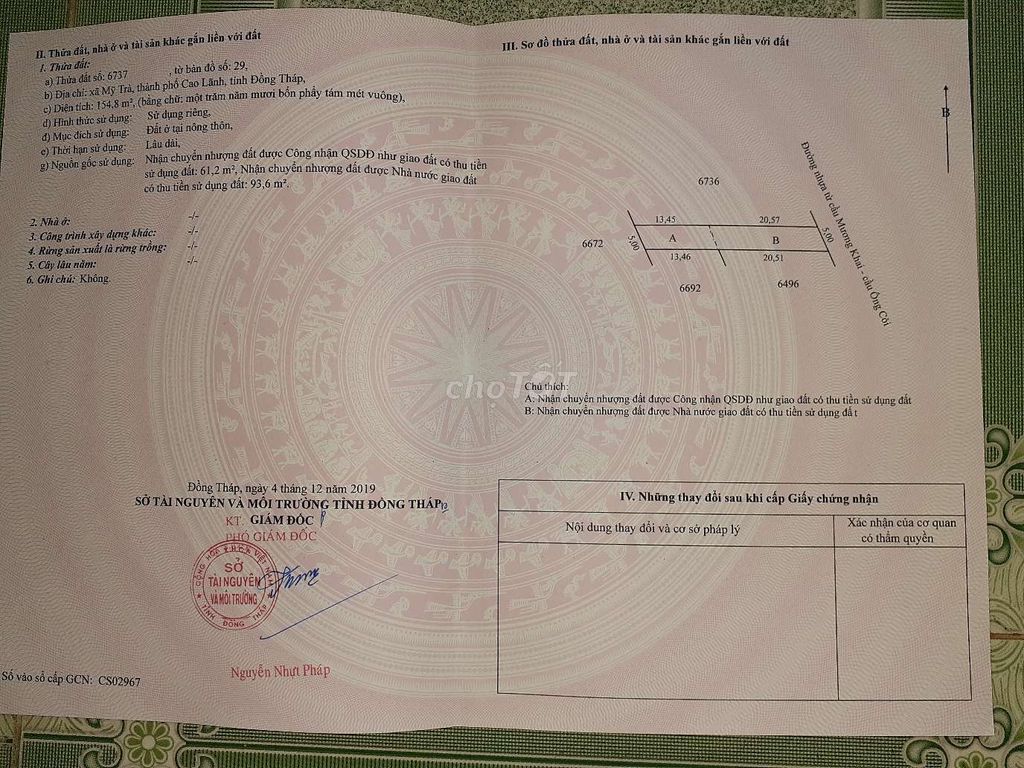 II. Thửa đất, nhà ở và tài sản khác gắn liền với đất
1. Thửa đất:
a) Thửa đất số: 6737 , tờ bản đồ số: 29,
b) Địa chỉ: xã Mỹ Trà, thành phố Cao Lãnh, tỉnh Đồng Tháp,
c) Diện tích: 154,8 m², (bằng chữ: một trăm năm mươi bốn phẩy tám mét vuông),
d) Hình thức sử dụng: Sử dụng riêng,
đ) Mục đích sử dụng: Đất ở tại nông thôn,
e) Thời hạn sử dụng: Lâu dài,
g) Nguồn gốc sử dụng: Nhận chuyển nhượng đất được Công nhận QSDĐ như giao đất có thu tiền
sử dụng đất: 61,2 m², Nhận chuyển nhượng đất được Nhà nước giao đất
có thu tiền sử dụng đất: 93,6 m².
2. Nhà ở: -/-
3. Công trình xây dựng khác: -/-
4. Rừng sản xuất là rừng trồng: -/-
5. Cây lâu năm: -/-
6. Ghi chú: Không.
Đồng Tháp, ngày 4 tháng 12 năm 2019
SỞ TÀI NGUYÊN VÀ MÔI TRƯỜNG TỈNH ĐỒNG THÁP
KT. GIÁM ĐỐC
PHÓ GIÁM ĐỐC
CỘNG HÒA X.H.C.N VIỆT NAM
SỞ
TÀI NGUYÊN
VÀ MÔI TRƯỜNG
TỈNH ĐỒNG THÁP
Nguyễn Nhựt Pháp
Số vào sổ cấp GCN: CS02967
III. Sơ đồ thửa đất, nhà ở và tài sản khác gắn liền với đất
B
Đường nhựa từ cầu Mương Khai - cầu Ông Cời
6736
13,45 20,57
6672 5,00 A B 5,00
13,46 20,51
6692 6496
choTỐT
Chú thích:
A: Nhận chuyển nhượng đất được Công nhận QSDĐ như giao đất có thu tiền sử dụng đất
B: Nhận chuyển nhượng đất được Nhà nước giao đất có thu tiền sử dụng đất
IV. Những thay đổi sau khi cấp Giấy chứng nhận
Nội dung thay đổi và cơ sở pháp lý
Xác nhận của cơ quan
có thẩm quyền